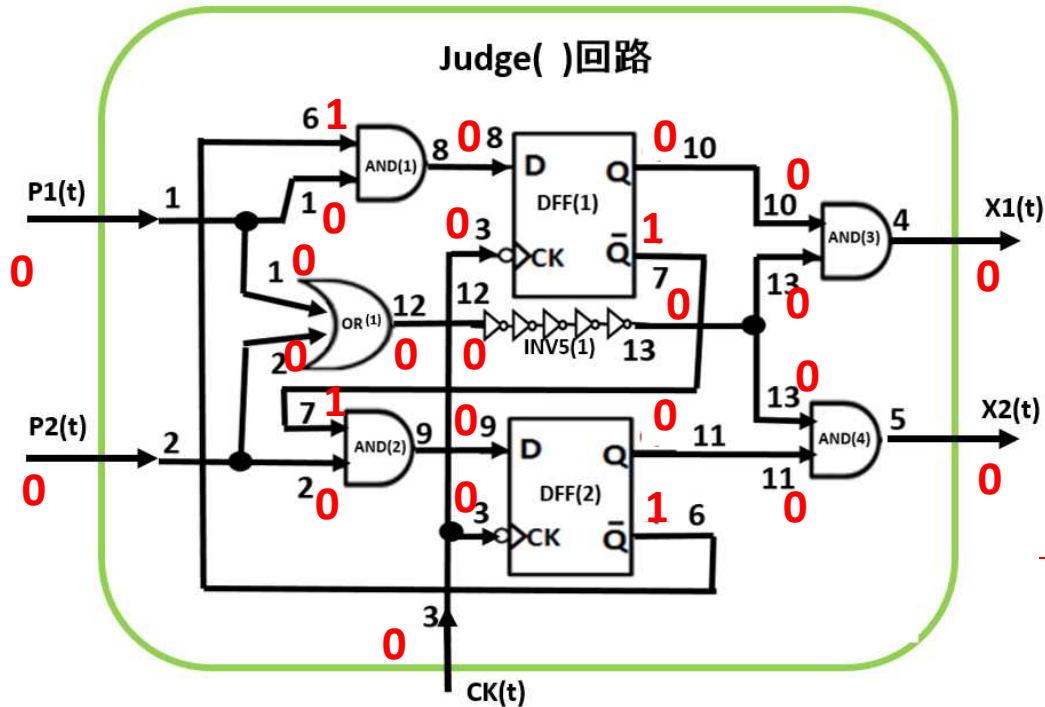 Judge( )回路
6 1
AND(1)
8 0 8
D
Q
0 10
0
10
P1(t)
1
0
1 0
DFF(1)
0 3
CK
Q̅
1
7
AND(3)
4
X1(t)
0
1 0
OR(1)
12
0
12
0
INV5(1)
13
0
13
0
2 0
7 1
AND(2)
9 0 9
D
Q
0
11
13
0
AND(4)
5
X2(t)
0
11
0
P2(t)
2
0
2 0
DFF(2)
0
3
CK
Q̅
1 6
3
0
CK(t)